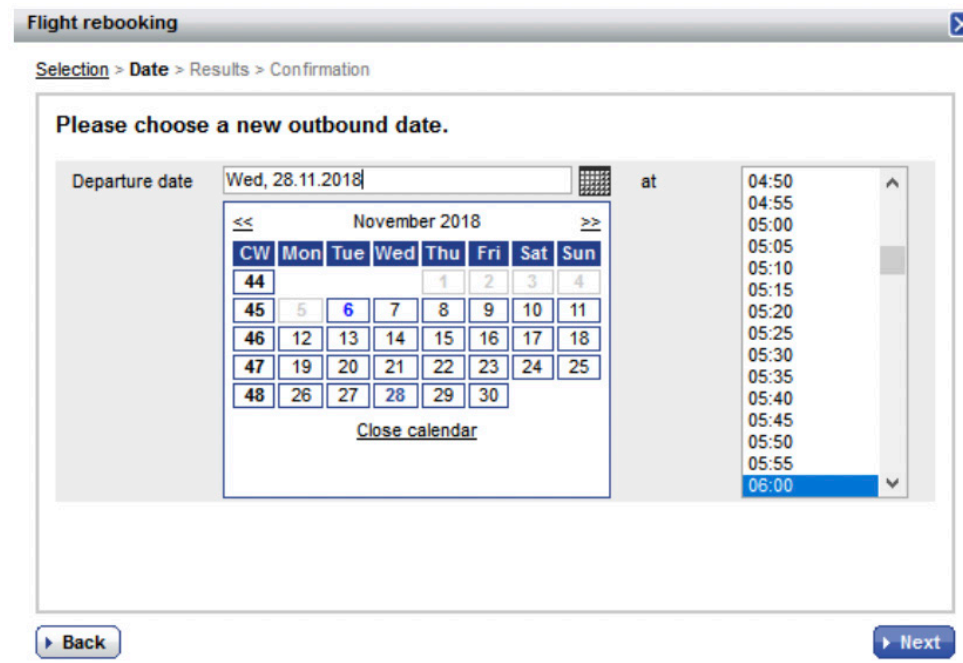 Flight rebooking
Selection > Date > Results > Confirmation
Please choose a new outbound date.
Departure date Wed, 28.11.2018 at
<< November 2018 >>
CW Mon Tue Wed Thu Fri Sat Sun
44 1 2 3 4
45 5 6 7 8 9 10 11
46 12 13 14 15 16 17 18
47 19 20 21 22 23 24 25
48 26 27 28 29 30
Close calendar
04:50
04:55
05:00
05:05
05:10
05:15
05:20
05:25
05:30
05:35
05:40
05:45
05:50
05:55
06:00
Back
Next